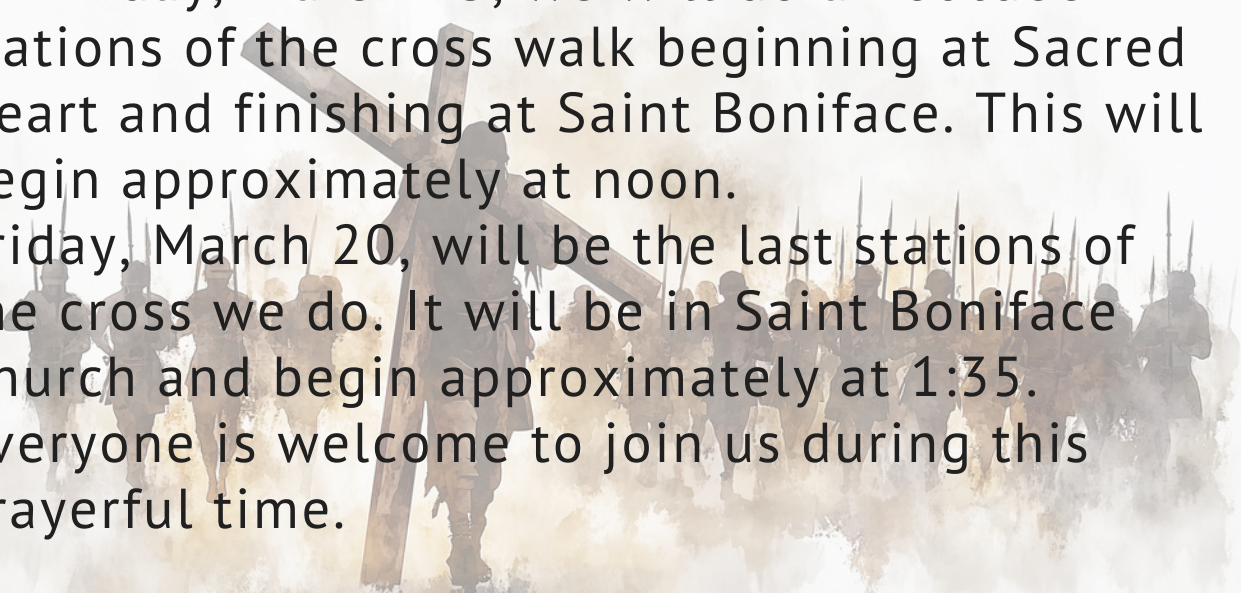 ations of the cross walk beginning at Sacred
eart and finishing at Saint Boniface. This will
egin approximately at noon.
riday, March 20, will be the last stations of
he cross we do. It will be in Saint Boniface
hurch and begin approximately at 1:35.
veryone is welcome to join us during this
rayerful time.